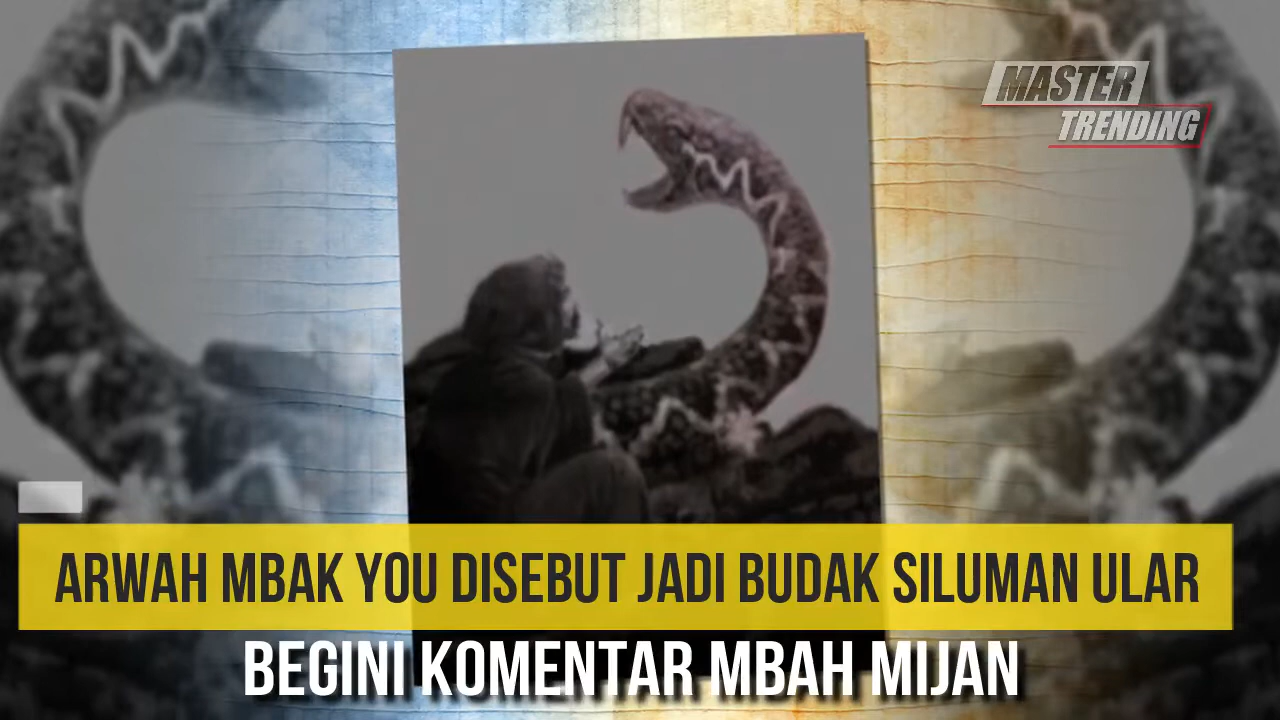 MASTER
TRENDING
ARWAH MBAK YOU DISEBUT JADI BUDAK SILUMAN ULAR
BEGINI KOMENTAR MBAH MIJAN